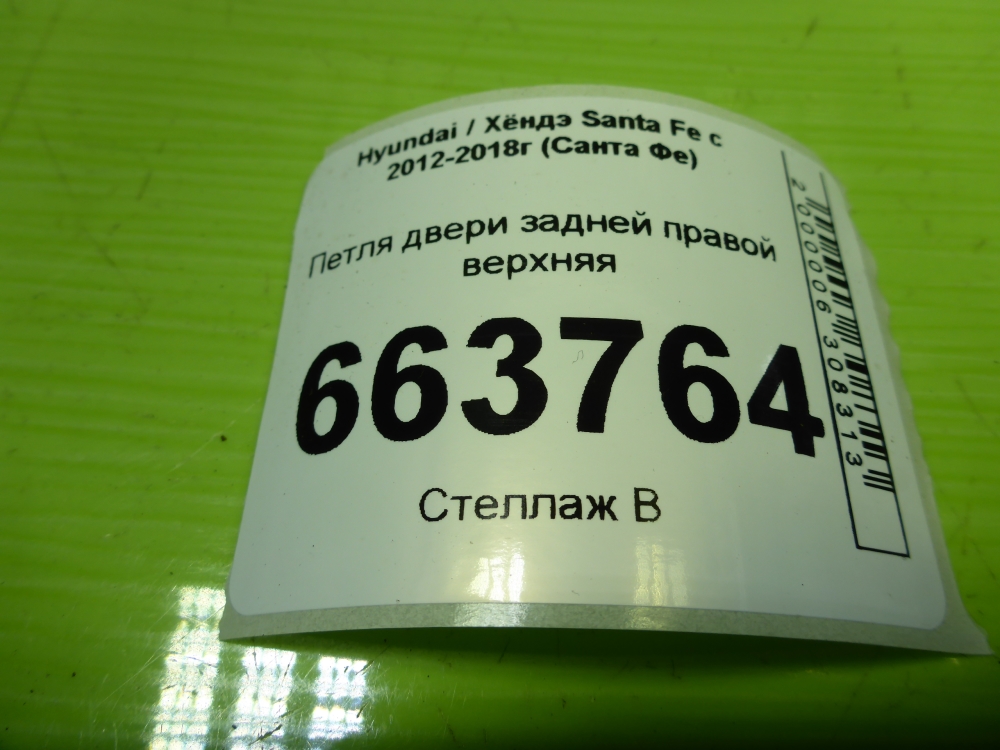 Hyundai / Хёндэ Santa Fe с
2012-2018г (Санта Фе)
Петля двери задней правой
верхняя
663764
Стеллаж В
2000006308313